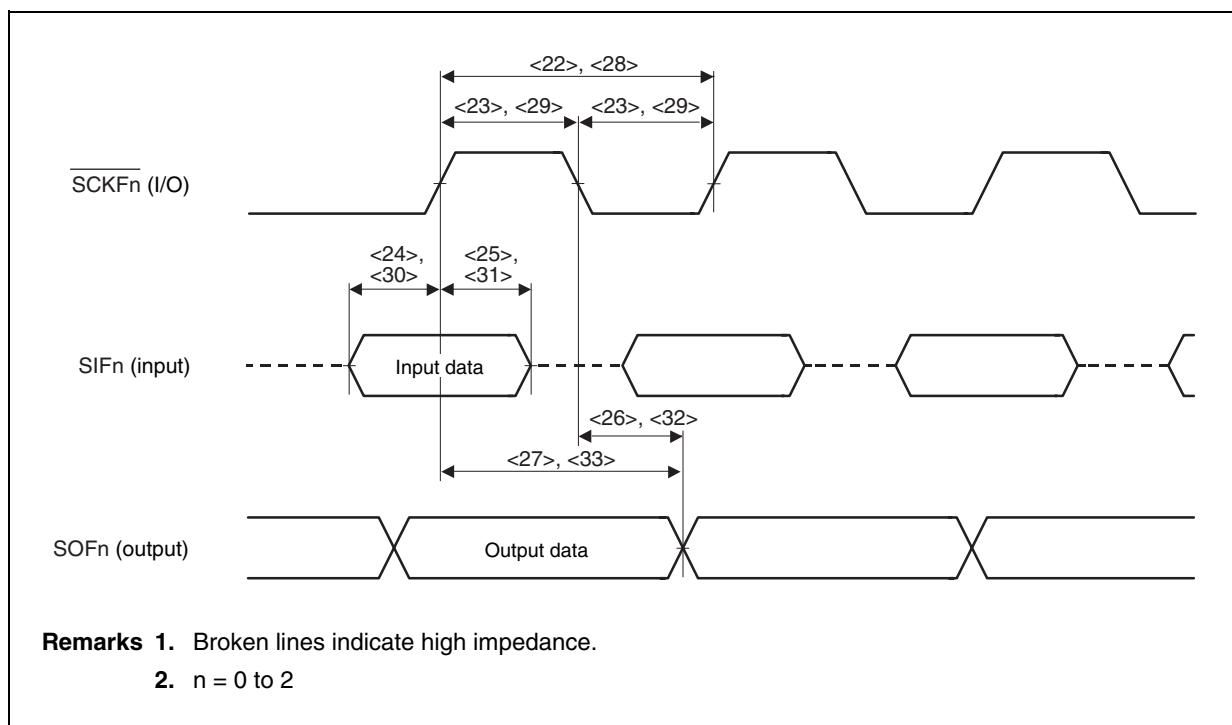 <22>, <28>
<23>, <29> <23>, <29>
SCKFn (I/O)
<24>, <25>,
<30> <31>
SIFn (input)
Input data
<26>, <32>
<27>, <33>
SOFn (output)
Output data
Remarks 1. Broken lines indicate high impedance.
2. n = 0 to 2